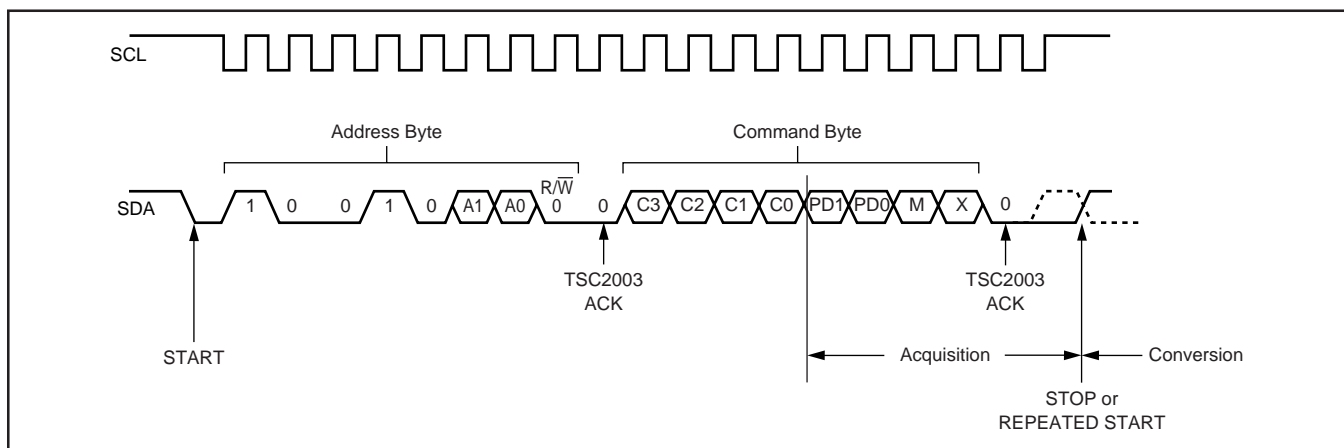 SCL
Address Byte
Command Byte
SDA
R/W
1 0 0 1 0 A1 A0 0 0 C3 C2 C1 C0 PD1 PD0 M X 0
TSC2003
ACK
TSC2003
ACK
START
Acquisition
Conversion
STOP or
REPEATED START